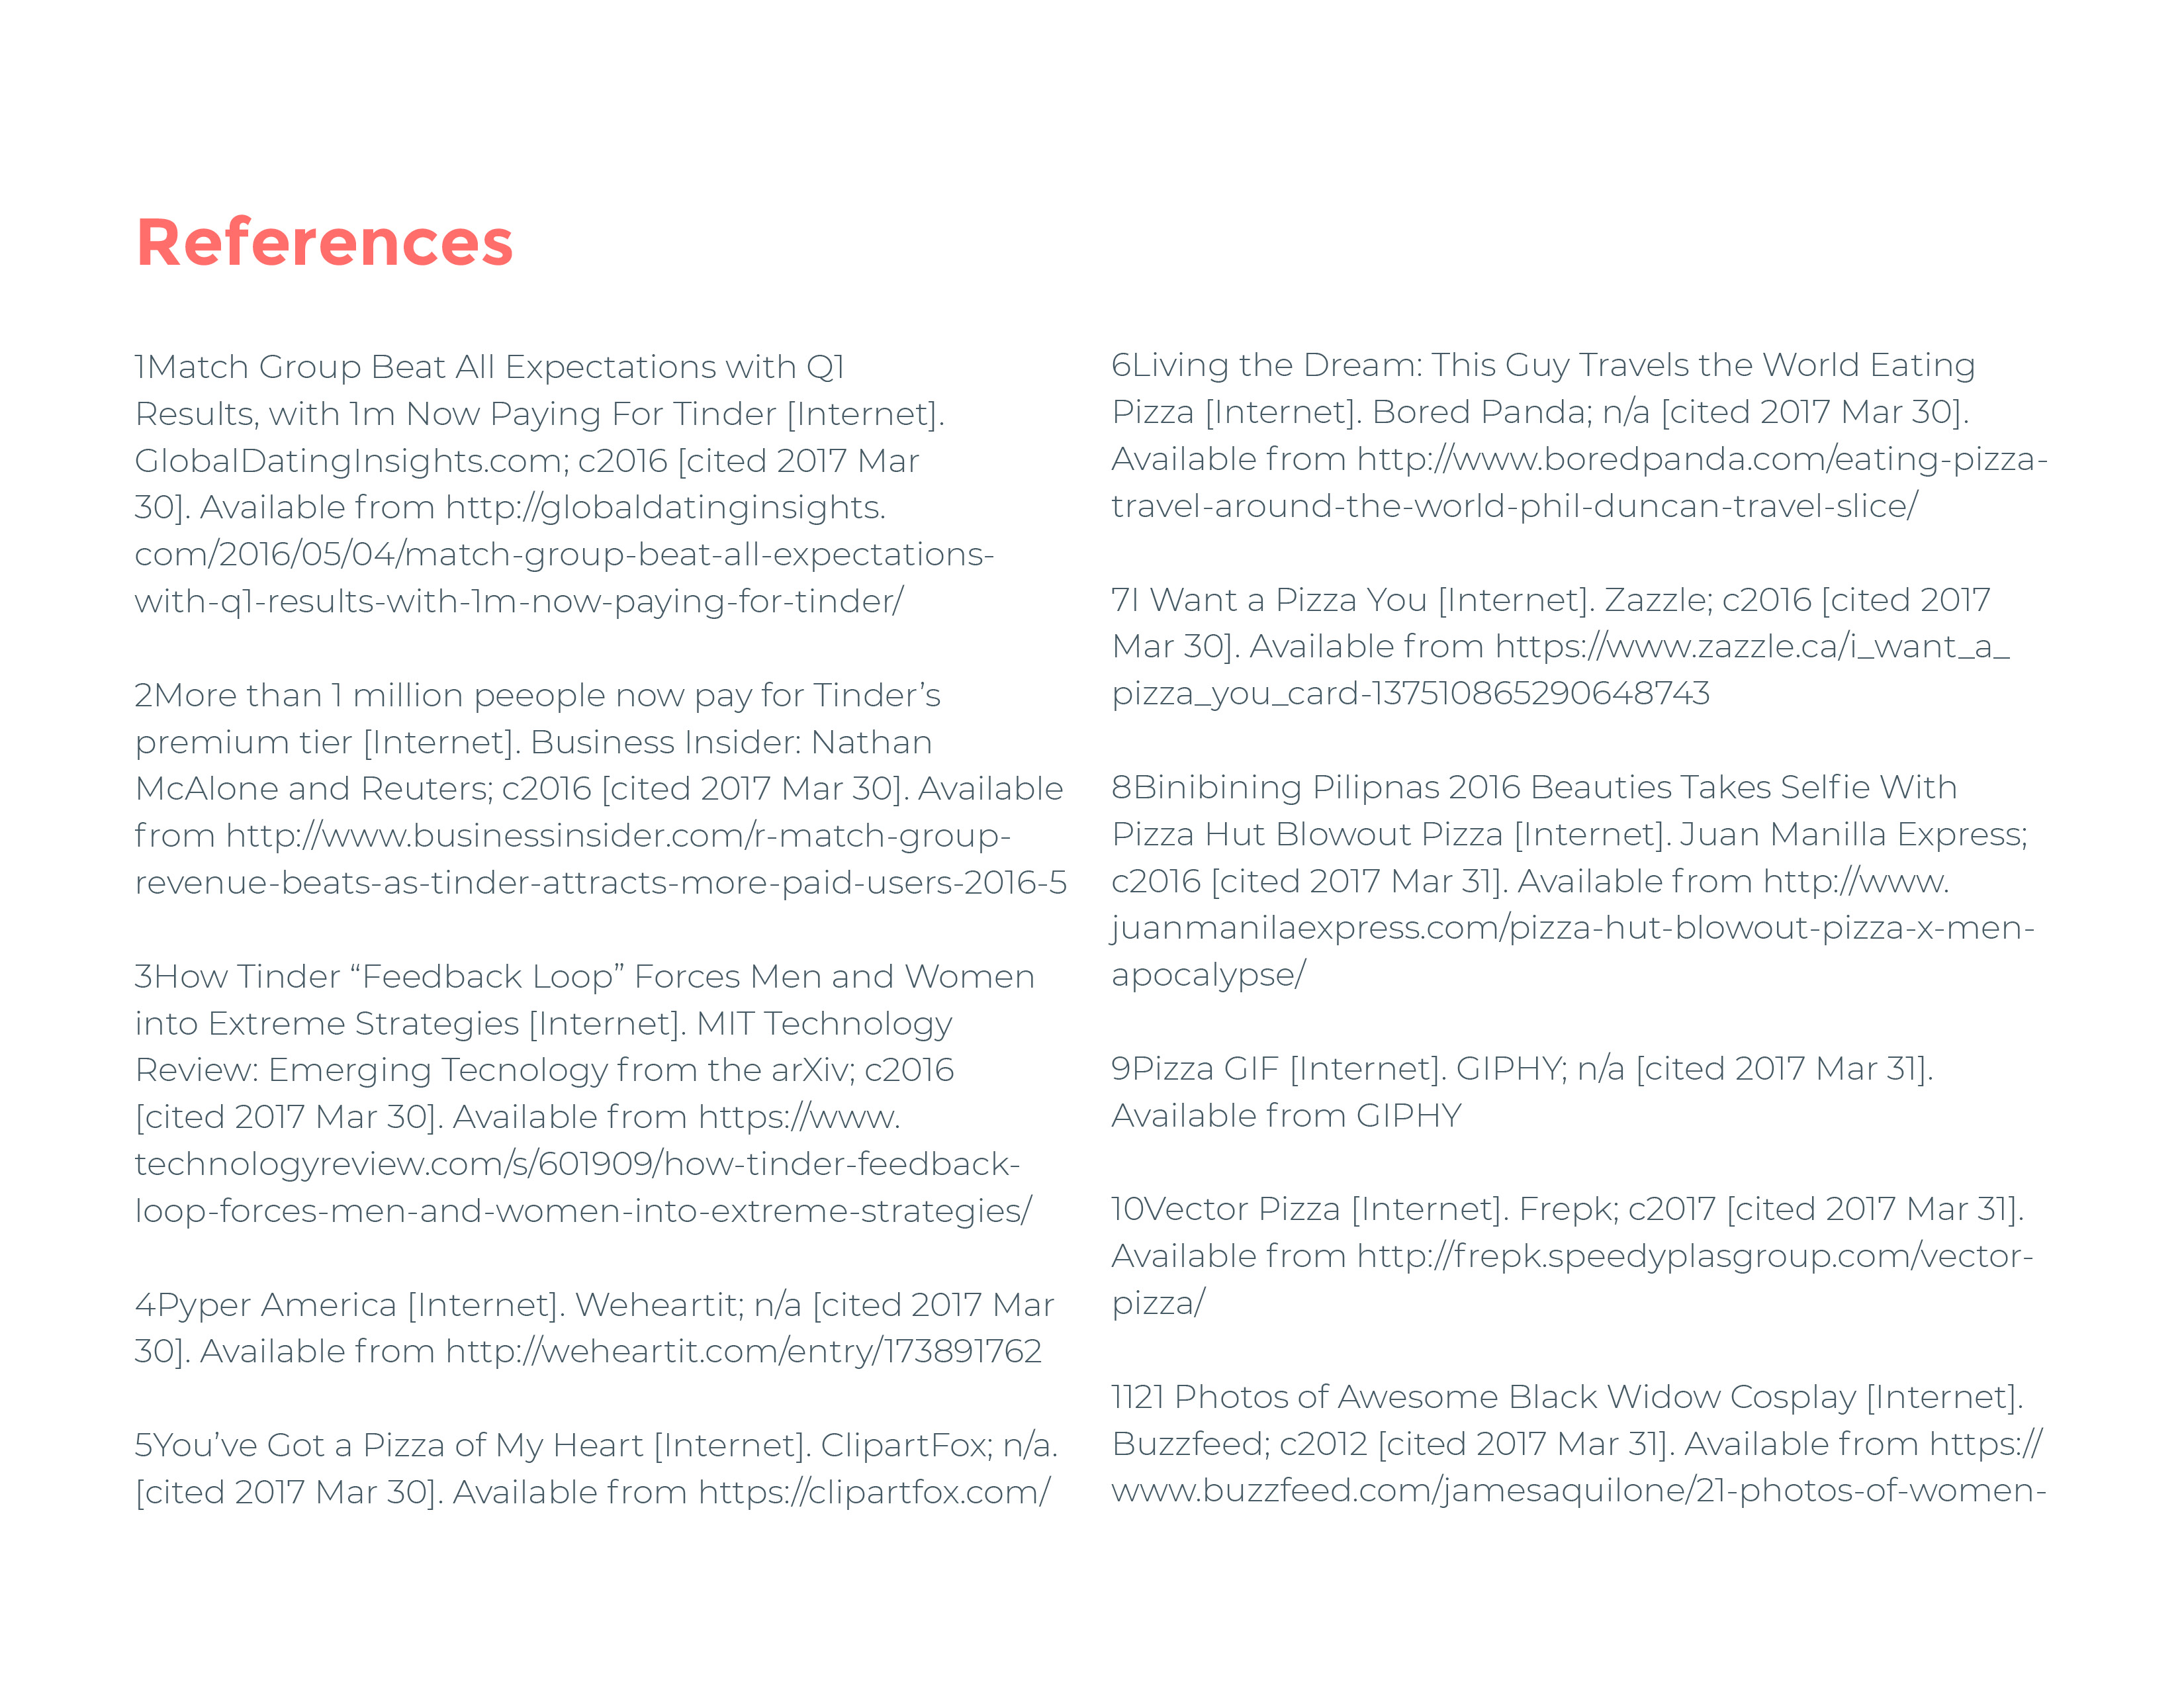 References
1Match Group Beat All Expectations with Q1
Results, with 1m Now Paying For Tinder [Internet].
GlobalDatingInsights.com; c2016 [cited 2017 Mar
30]. Available from http://globaldatinginsights.
com/2016/05/04/match-group-beat-all-expectations-
with-q1-results-with-1m-now-paying-for-tinder/
2More than 1 million peeople now pay for Tinder’s
premium tier [Internet]. Business Insider: Nathan
McAlone and Reuters; c2016 [cited 2017 Mar 30]. Available
from http://www.businessinsider.com/r-match-group-
revenue-beats-as-tinder-attracts-more-paid-users-2016-5
3How Tinder “Feedback Loop” Forces Men and Women
into Extreme Strategies [Internet]. MIT Technology
Review: Emerging Tecnology from the arXiv; c2016
[cited 2017 Mar 30]. Available from https://www.
technologyreview.com/s/601909/how-tinder-feedback-
loop-forces-men-and-women-into-extreme-strategies/
4Pyper America [Internet]. Weheartit; n/a [cited 2017 Mar
30]. Available from http://weheartit.com/entry/173891762
5You’ve Got a Pizza of My Heart [Internet]. ClipartFox; n/a.
[cited 2017 Mar 30]. Available from https://clipartfox.com/
6Living the Dream: This Guy Travels the World Eating
Pizza [Internet]. Bored Panda; n/a [cited 2017 Mar 30].
Available from http://www.boredpanda.com/eating-pizza-
travel-around-the-world-phil-duncan-travel-slice/
7I Want a Pizza You [Internet]. Zazzle; c2016 [cited 2017
Mar 30]. Available from https://www.zazzle.ca/i_want_a_
pizza_you_card-137510865290648743
8Binibining Pilipnas 2016 Beauties Takes Selfie With
Pizza Hut Blowout Pizza [Internet]. Juan Manilla Express;
c2016 [cited 2017 Mar 31]. Available from http://www.
juanmanilaexpress.com/pizza-hut-blowout-pizza-x-men-
apocalypse/
9Pizza GIF [Internet]. GIPHY; n/a [cited 2017 Mar 31].
Available from GIPHY
10Vector Pizza [Internet]. Frepk; c2017 [cited 2017 Mar 31].
Available from http://frepk.speedyplasgroup.com/vector-
pizza/
1121 Photos of Awesome Black Widow Cosplay [Internet].
Buzzfeed; c2012 [cited 2017 Mar 31]. Available from https://
www.buzzfeed.com/jamesaquilone/21-photos-of-women-